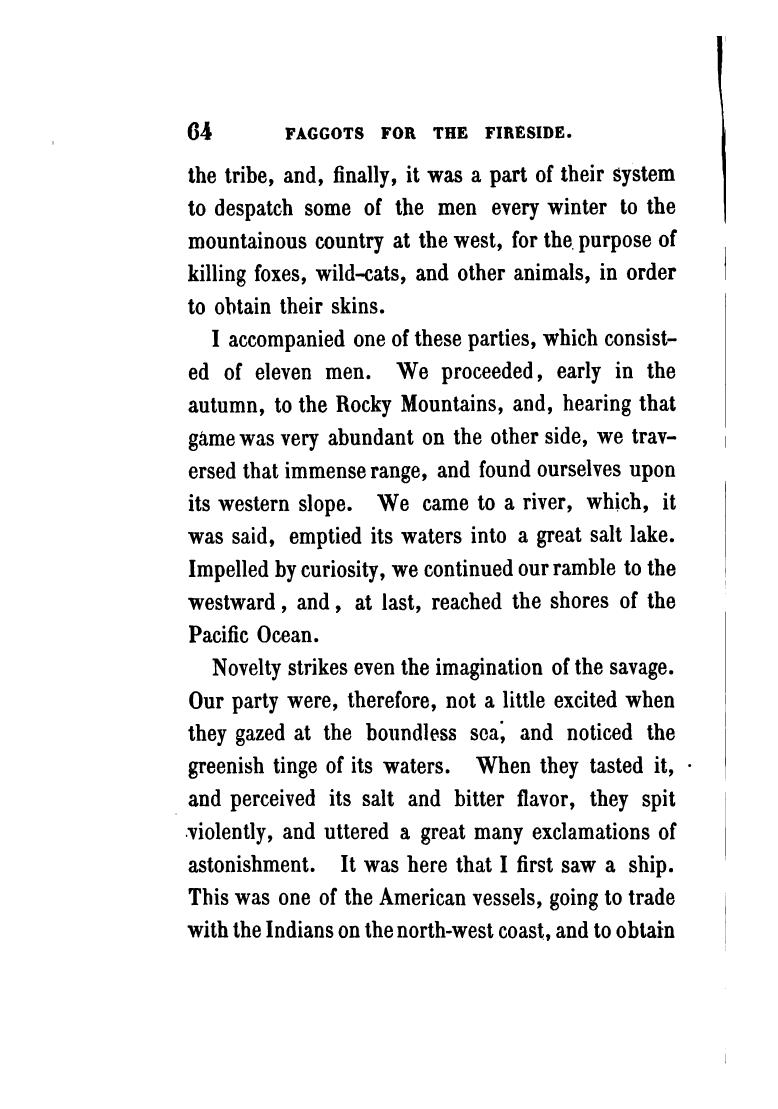 64 FAGGOTS FOR THE FIRESIDE.
the tribe, and, finally, it was a part of their system
to despatch some of the men every winter to the
mountainous country at the west, for the purpose of
killing foxes, wild-cats, and other animals, in order
to obtain their skins.
I accompanied one of these parties, which consist-
ed of eleven men. We proceeded, early in the
autumn, to the Rocky Mountains, and, hearing that
game was very abundant on the other side, we trav-
ersed that immense range, and found ourselves upon
its western slope. We came to a river, which, it
was said, emptied its waters into a great salt lake.
Impelled by curiosity, we continued our ramble to the
westward, and, at last, reached the shores of the
Pacific Ocean.
Novelty strikes even the imagination of the savage.
Our party were, therefore, not a little excited when
they gazed at the boundless sea, and noticed the
greenish tinge of its waters. When they tasted it,
and perceived its salt and bitter flavor, they spit
violently, and uttered a great many exclamations of
astonishment. It was here that I first saw a ship.
This was one of the American vessels, going to trade
with the Indians on the north-west coast, and to obtain